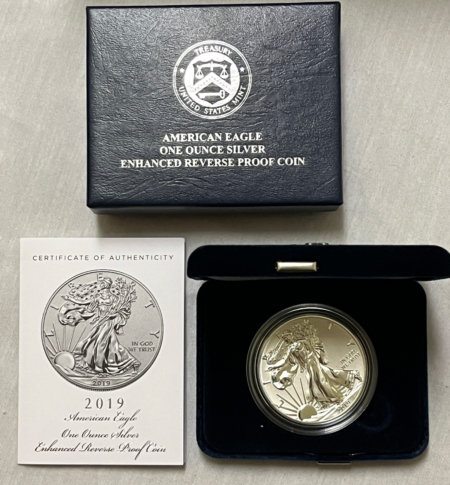 TREASURY
UNITED STATES MINT
AMERICAN EAGLE
ONE OUNCE SILVER
ENHANCED REVERSE PROOF COIN
CERTIFICATE OF AUTHENTICITY
LIBERTY
IN GOD
WE TRUST
2019
2019
American Eagle
One Ounce Silver
Enhanced Reverse Proof Coin